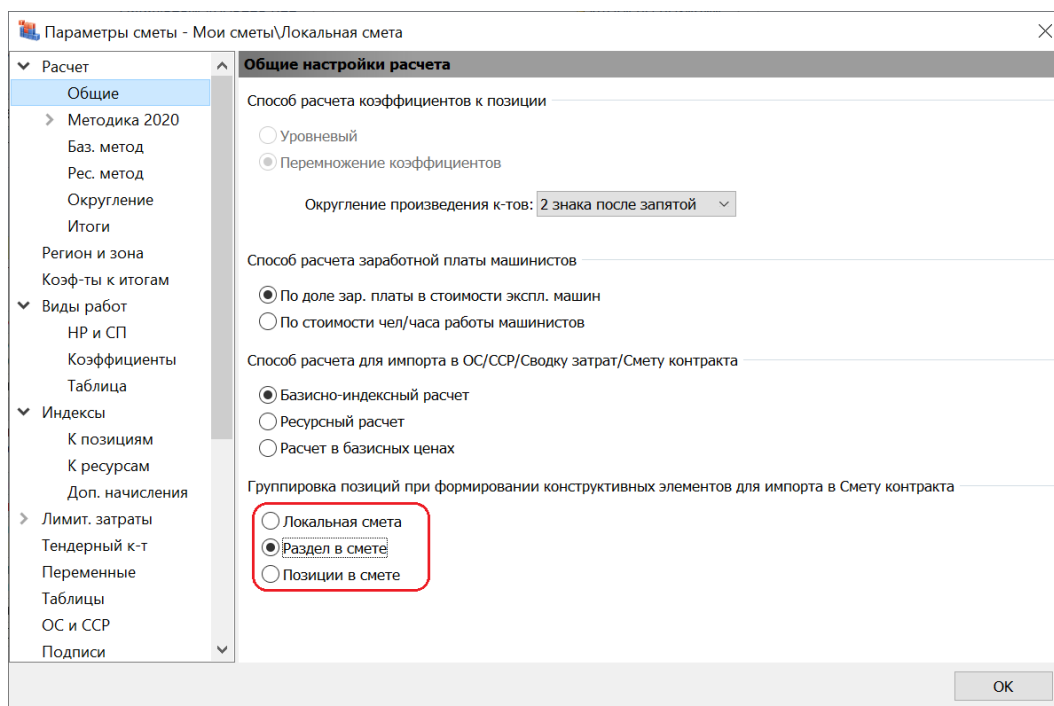 Параметры сметы - Мои сметы\Локальная смета
Расчет
Общие
Методика 2020
Баз. метод
Рес. метод
Округление
Итоги
Регион и зона
Коэф-ты к итогам
Виды работ
НР и СП
Коэффициенты
Таблица
Индексы
К позициям
К ресурсам
Доп. начисления
Лимит. затраты
Тендерный к-т
Переменные
Таблицы
ОС и ССР
Подписи
Общие настройки расчета
Способ расчета коэффициентов к позиции
Уровневый
Перемножение коэффициентов
Округление произведения к-тов: 2 знака после запятой
Способ расчета заработной платы машинистов
По доле зар. платы в стоимости экспл. машин
По стоимости чел/часа работы машинистов
Способ расчета для импорта в ОС/ССР/Сводку затрат/Смету контракта
Базисно-индексный расчет
Ресурсный расчет
Расчет в базисных ценах
Группировка позиций при формировании конструктивных элементов для импорта в Смету контракта
Локальная смета
Раздел в смете
Позиции в смете
ОК